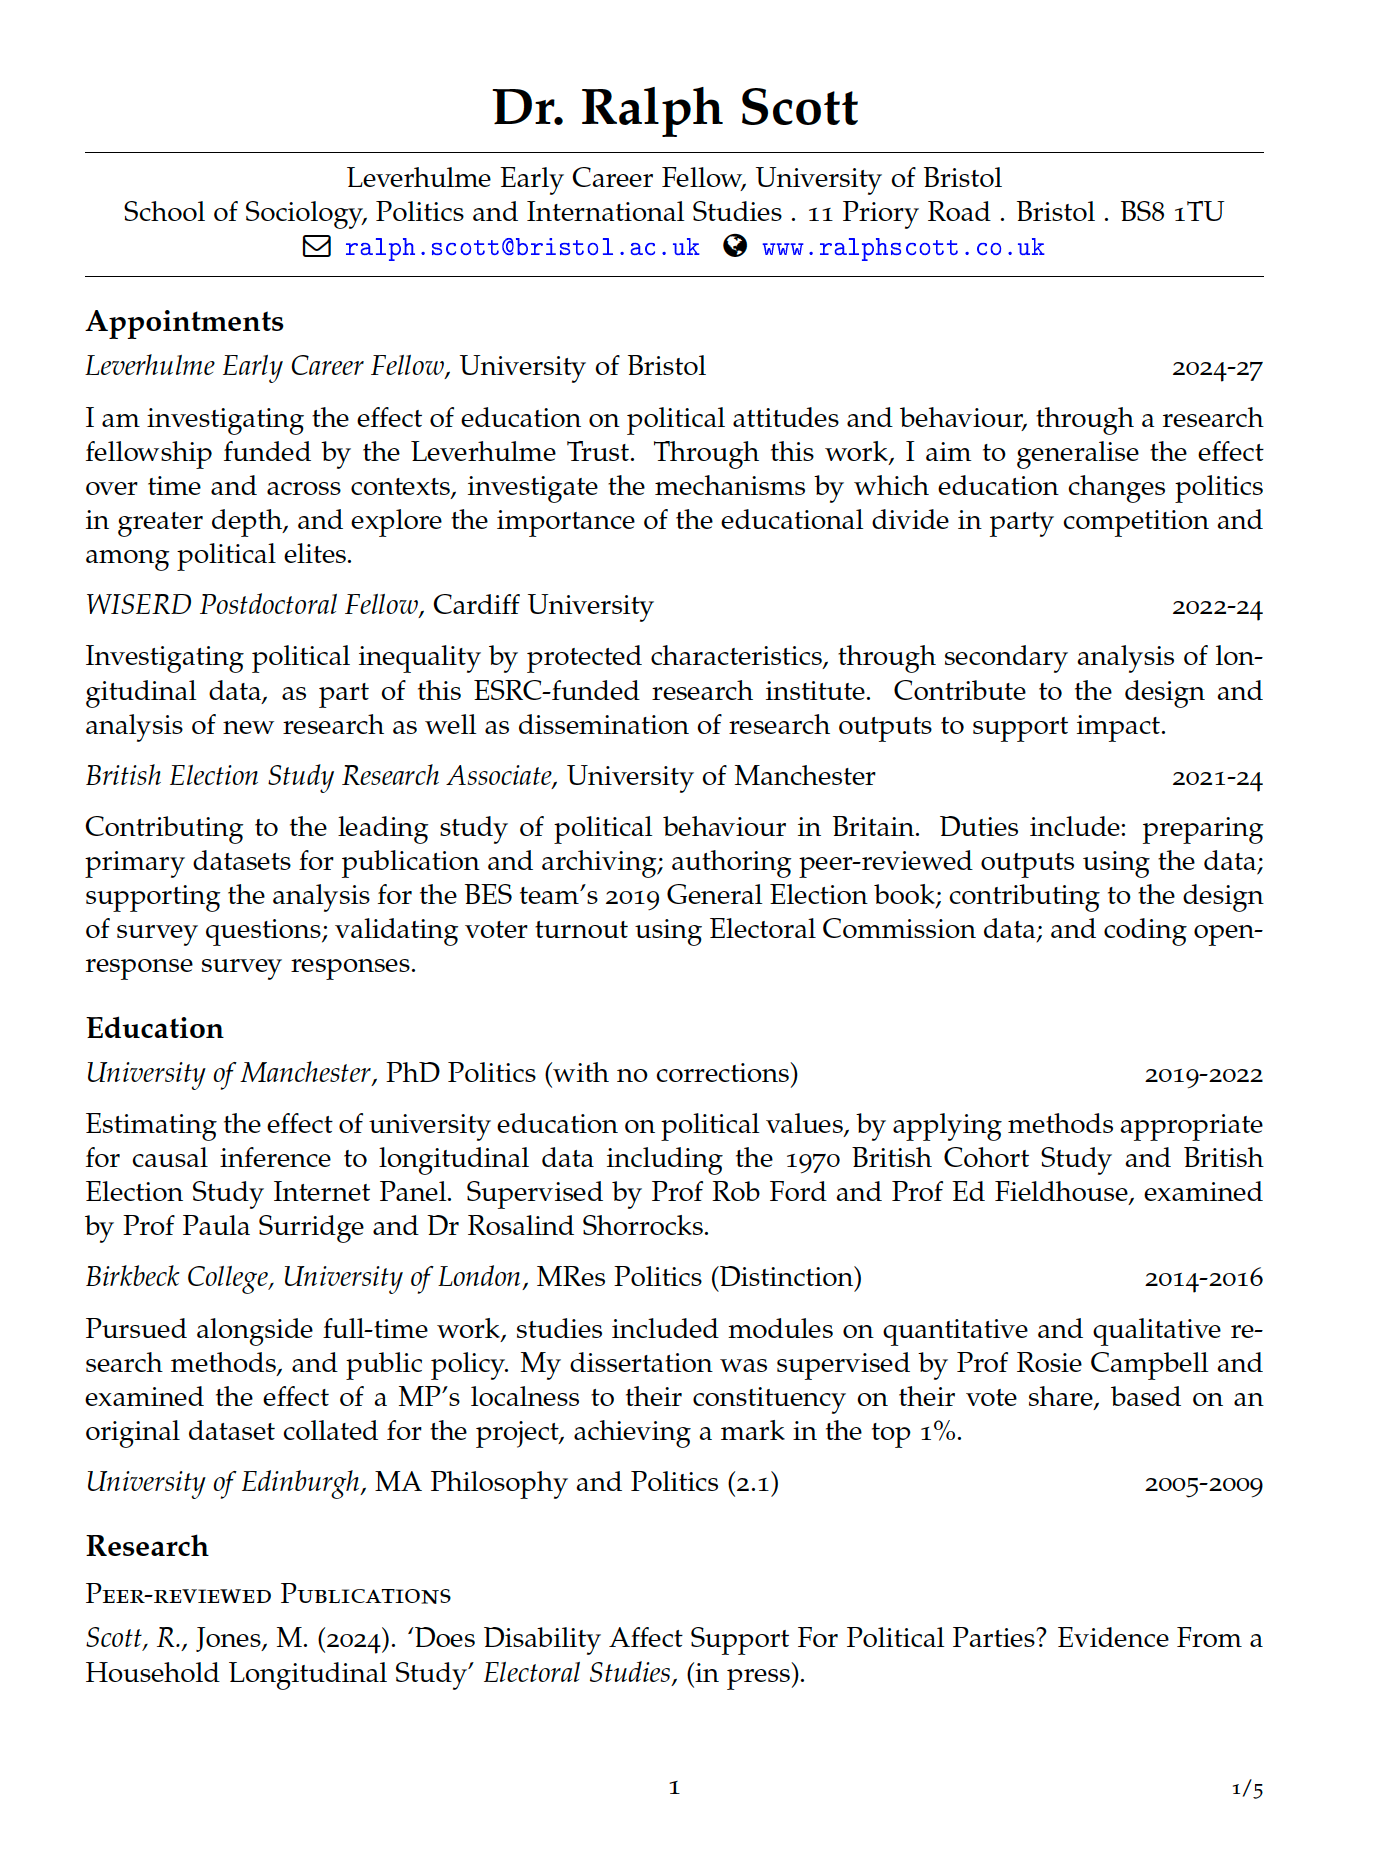 Dr. Ralph Scott
Leverhulme Early Career Fellow, University of Bristol
School of Sociology, Politics and International Studies . 11 Priory Road . Bristol . BS8 1TU
ralph.scott@bristol.ac.uk www.ralphscott.co.uk
Appointments
Leverhulme Early Career Fellow, University of Bristol 2024-27
I am investigating the effect of education on political attitudes and behaviour, through a research
fellowship funded by the Leverhulme Trust. Through this work, I aim to generalise the effect
over time and across contexts, investigate the mechanisms by which education changes politics
in greater depth, and explore the importance of the educational divide in party competition and
among political elites.
WISERD Postdoctoral Fellow, Cardiff University 2022-24
Investigating political inequality by protected characteristics, through secondary analysis of lon-
gitudinal data, as part of this ESRC-funded research institute. Contribute to the design and
analysis of new research as well as dissemination of research outputs to support impact.
British Election Study Research Associate, University of Manchester 2021-24
Contributing to the leading study of political behaviour in Britain. Duties include: preparing
primary datasets for publication and archiving; authoring peer-reviewed outputs using the data;
supporting the analysis for the BES team's 2019 General Election book; contributing to the design
of survey questions; validating voter turnout using Electoral Commission data; and coding open-
response survey responses.
Education
University of Manchester, PhD Politics (with no corrections) 2019-2022
Estimating the effect of university education on political values, by applying methods appropriate
for causal inference to longitudinal data including the 1970 British Cohort Study and British
Election Study Internet Panel. Supervised by Prof Rob Ford and Prof Ed Fieldhouse, examined
by Prof Paula Surridge and Dr Rosalind Shorrocks.
Birkbeck College, University of London, MRes Politics (Distinction) 2014-2016
Pursued alongside full-time work, studies included modules on quantitative and qualitative re-
search methods, and public policy. My dissertation was supervised by Prof Rosie Campbell and
examined the effect of a MP's localness to their constituency on their vote share, based on an
original dataset collated for the project, achieving a mark in the top 1%.
University of Edinburgh, MA Philosophy and Politics (2.1) 2005-2009
Research
Peer-reviewed Publications
Scott, R., Jones, M. (2024). 'Does Disability Affect Support For Political Parties? Evidence From a
Household Longitudinal Study' Electoral Studies, (in press).
1 1/5